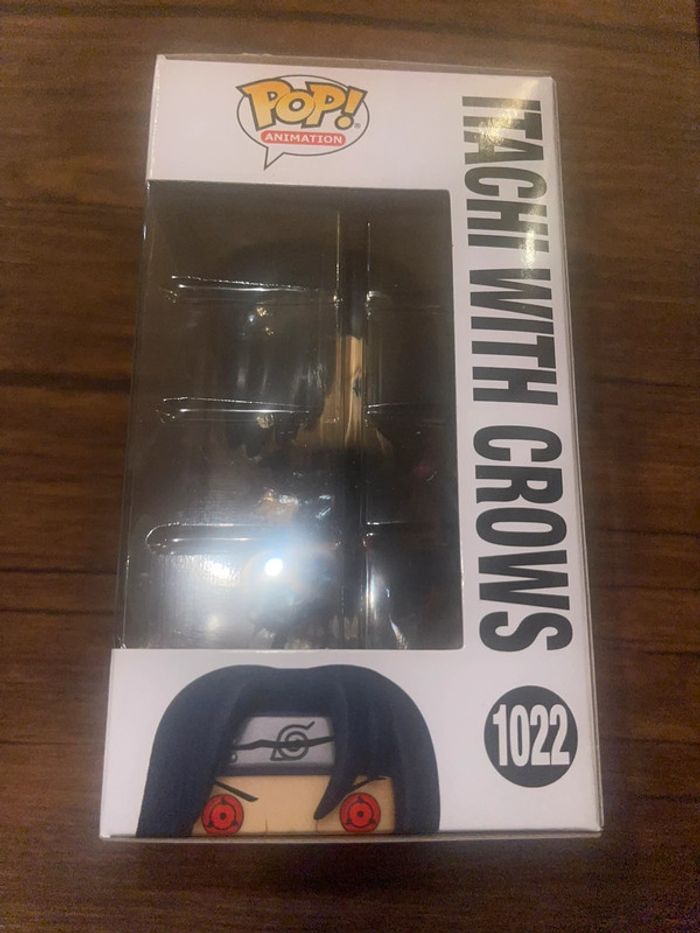 POP!
ANIMATION
ITACHI WITH CROWS
1022